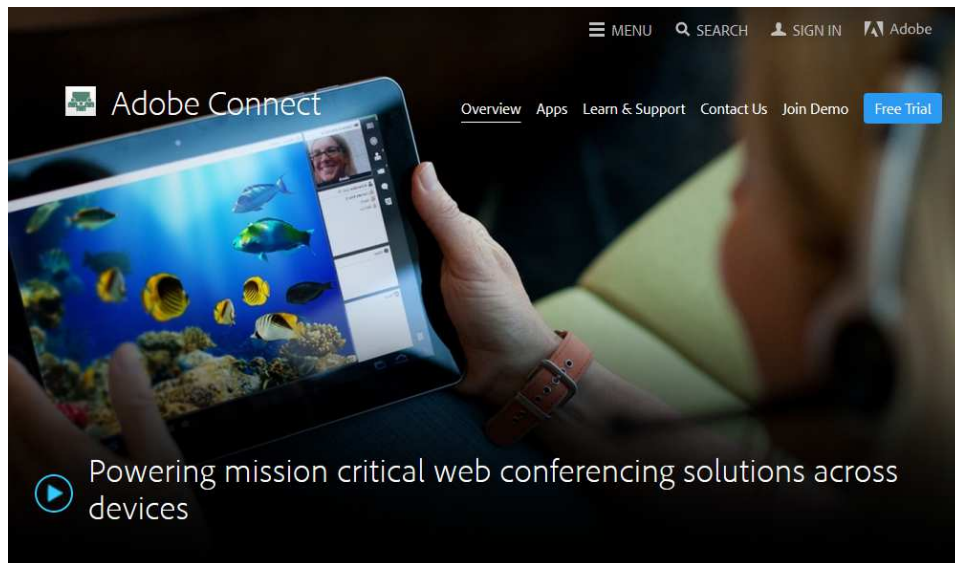 MENU SEARCH SIGN IN Adobe
Adobe Connect
Overview Apps Learn & Support Contact Us Join Demo Free Trial
Powering mission critical web conferencing solutions across
devices